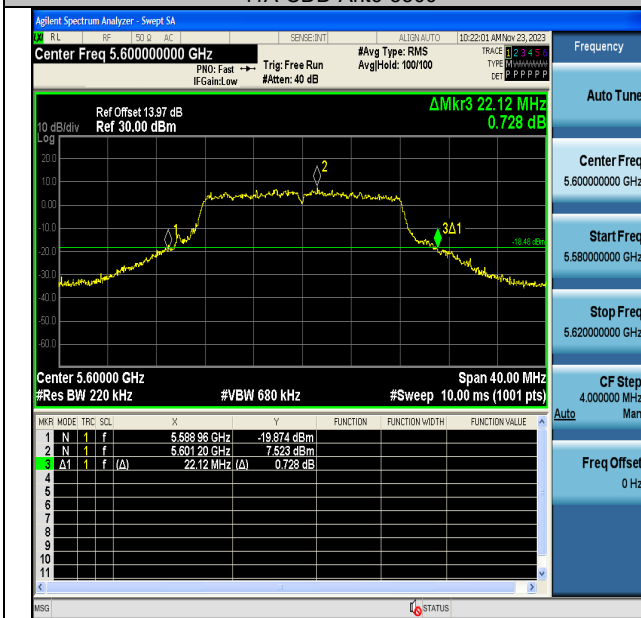 Agilent Spectrum Analyzer - Swept SA
RL RF 50 Ω AC SENSE:INT ALIGN AUTO 10:22:01 AM Nov 23, 2023
Center Freq 5.600000000 GHz
PNO: Fast
IFGain:Low
Trig: Free Run
#Atten: 40 dB
#Avg Type: RMS
Avg|Hold: 100/100
TRACE 1 2 3 4 5 6
TYPE M
DET P P P P P P
Ref Offset 13.97 dB
10 dB/div Ref 30.00 dBm
Log
ΔMkr3 22.12 MHz
0.728 dB
20.0
10.0
0.00
-10.0
-20.0
-30.0
-40.0
-50.0
-60.0
1
2
3Δ1
-18.48 dBm
Center 5.60000 GHz Span 40.00 MHz
#Res BW 220 kHz #VBW 680 kHz #Sweep 10.00 ms (1001 pts)
MKR MODE TRC SCL X Y FUNCTION FUNCTION WIDTH FUNCTION VALUE
1 N 1 f 5.588 96 GHz -19.874 dBm
2 N 1 f 5.601 20 GHz 7.523 dBm
3 Δ1 1 f (Δ) 22.12 MHz (Δ) 0.728 dB
4
5
6
7
8
9
10
11
MSG STATUS
Frequency
Auto Tune
Center Freq
5.600000000 GHz
Start Freq
5.580000000 GHz
Stop Freq
5.620000000 GHz
CF Step
4.000000 MHz
Auto Man
Freq Offset
0 Hz